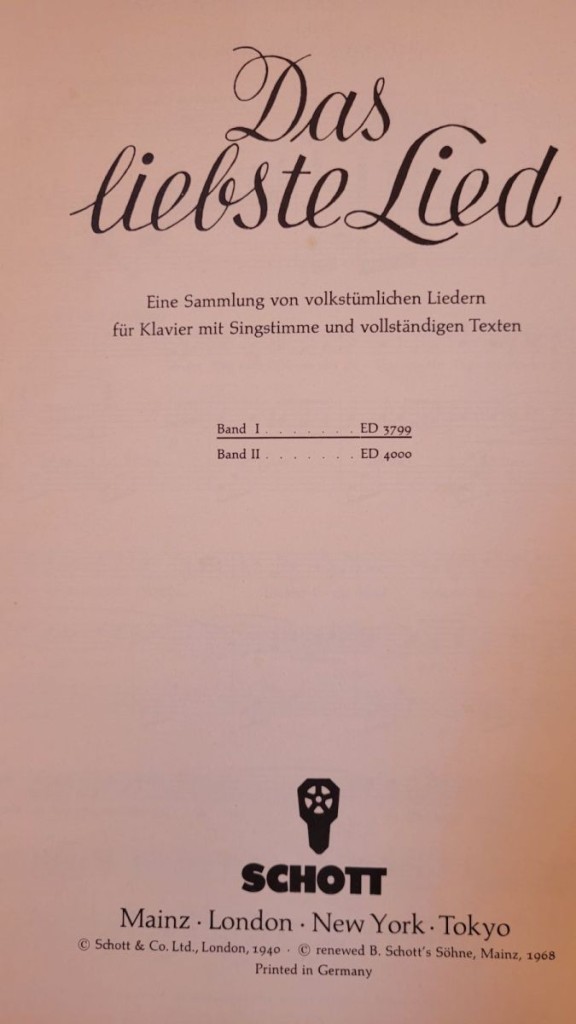 Das
liebste Lied
Eine Sammlung von volkstümlichen Liedern
für Klavier mit Singstimme und vollständigen Texten
Band I . . . . . . . ED 3799
Band II . . . . . . . ED 4000
SCHOTT
Mainz · London · New York · Tokyo
© Schott & Co. Ltd., London, 1940 · © renewed B. Schott's Söhne, Mainz, 1968
Printed in Germany